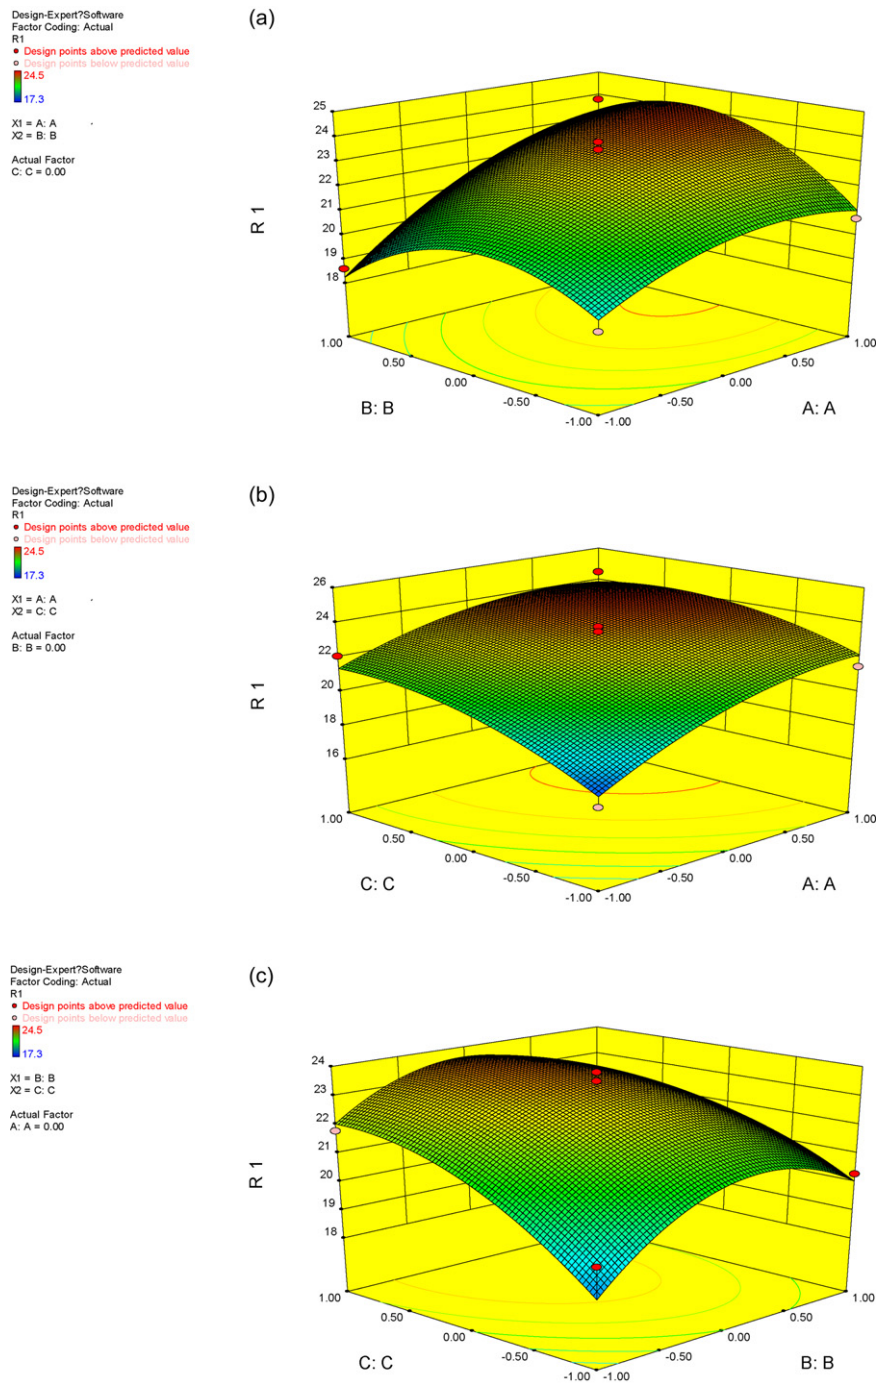 Design-Expert?Software
Factor Coding: Actual
R1
Design points above predicted value
Design points below predicted value
24.5
17.3
X1 = A: A
X2 = B: B
Actual Factor
C: C = 0.00
(a)
25
24
23
22
21
20
19
18
R 1
1.00
0.50
0.00
-0.50
-1.00
B: B
-1.00
-0.50
0.00
0.50
1.00
A: A
Design-Expert?Software
Factor Coding: Actual
R1
Design points above predicted value
Design points below predicted value
24.5
17.3
X1 = A: A
X2 = C: C
Actual Factor
B: B = 0.00
(b)
26
24
22
20
18
16
R 1
1.00
0.50
0.00
-0.50
-1.00
C: C
-1.00
-0.50
0.00
0.50
1.00
A: A
Design-Expert?Software
Factor Coding: Actual
R1
Design points above predicted value
Design points below predicted value
24.5
17.3
X1 = B: B
X2 = C: C
Actual Factor
A: A = 0.00
(c)
24
23
22
21
20
19
18
R 1
1.00
0.50
0.00
-0.50
-1.00
C: C
-1.00
-0.50
0.00
0.50
1.00
B: B